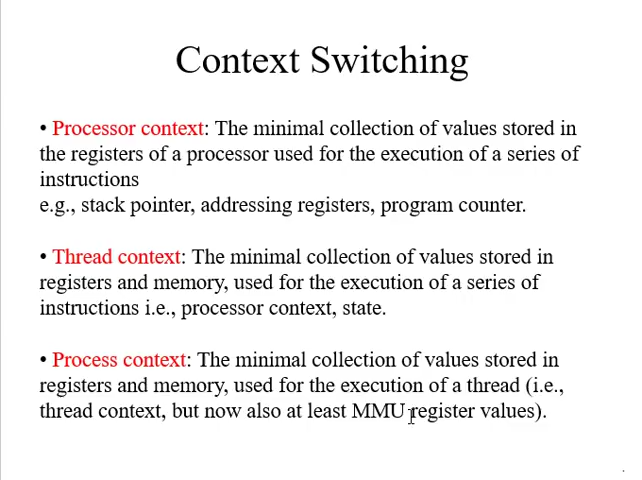 Context Switching
• Processor context: The minimal collection of values stored in
the registers of a processor used for the execution of a series of
instructions
e.g., stack pointer, addressing registers, program counter.
• Thread context: The minimal collection of values stored in
registers and memory, used for the execution of a series of
instructions i.e., processor context, state.
• Process context: The minimal collection of values stored in
registers and memory, used for the execution of a thread (i.e.,
thread context, but now also at least MMU register values).